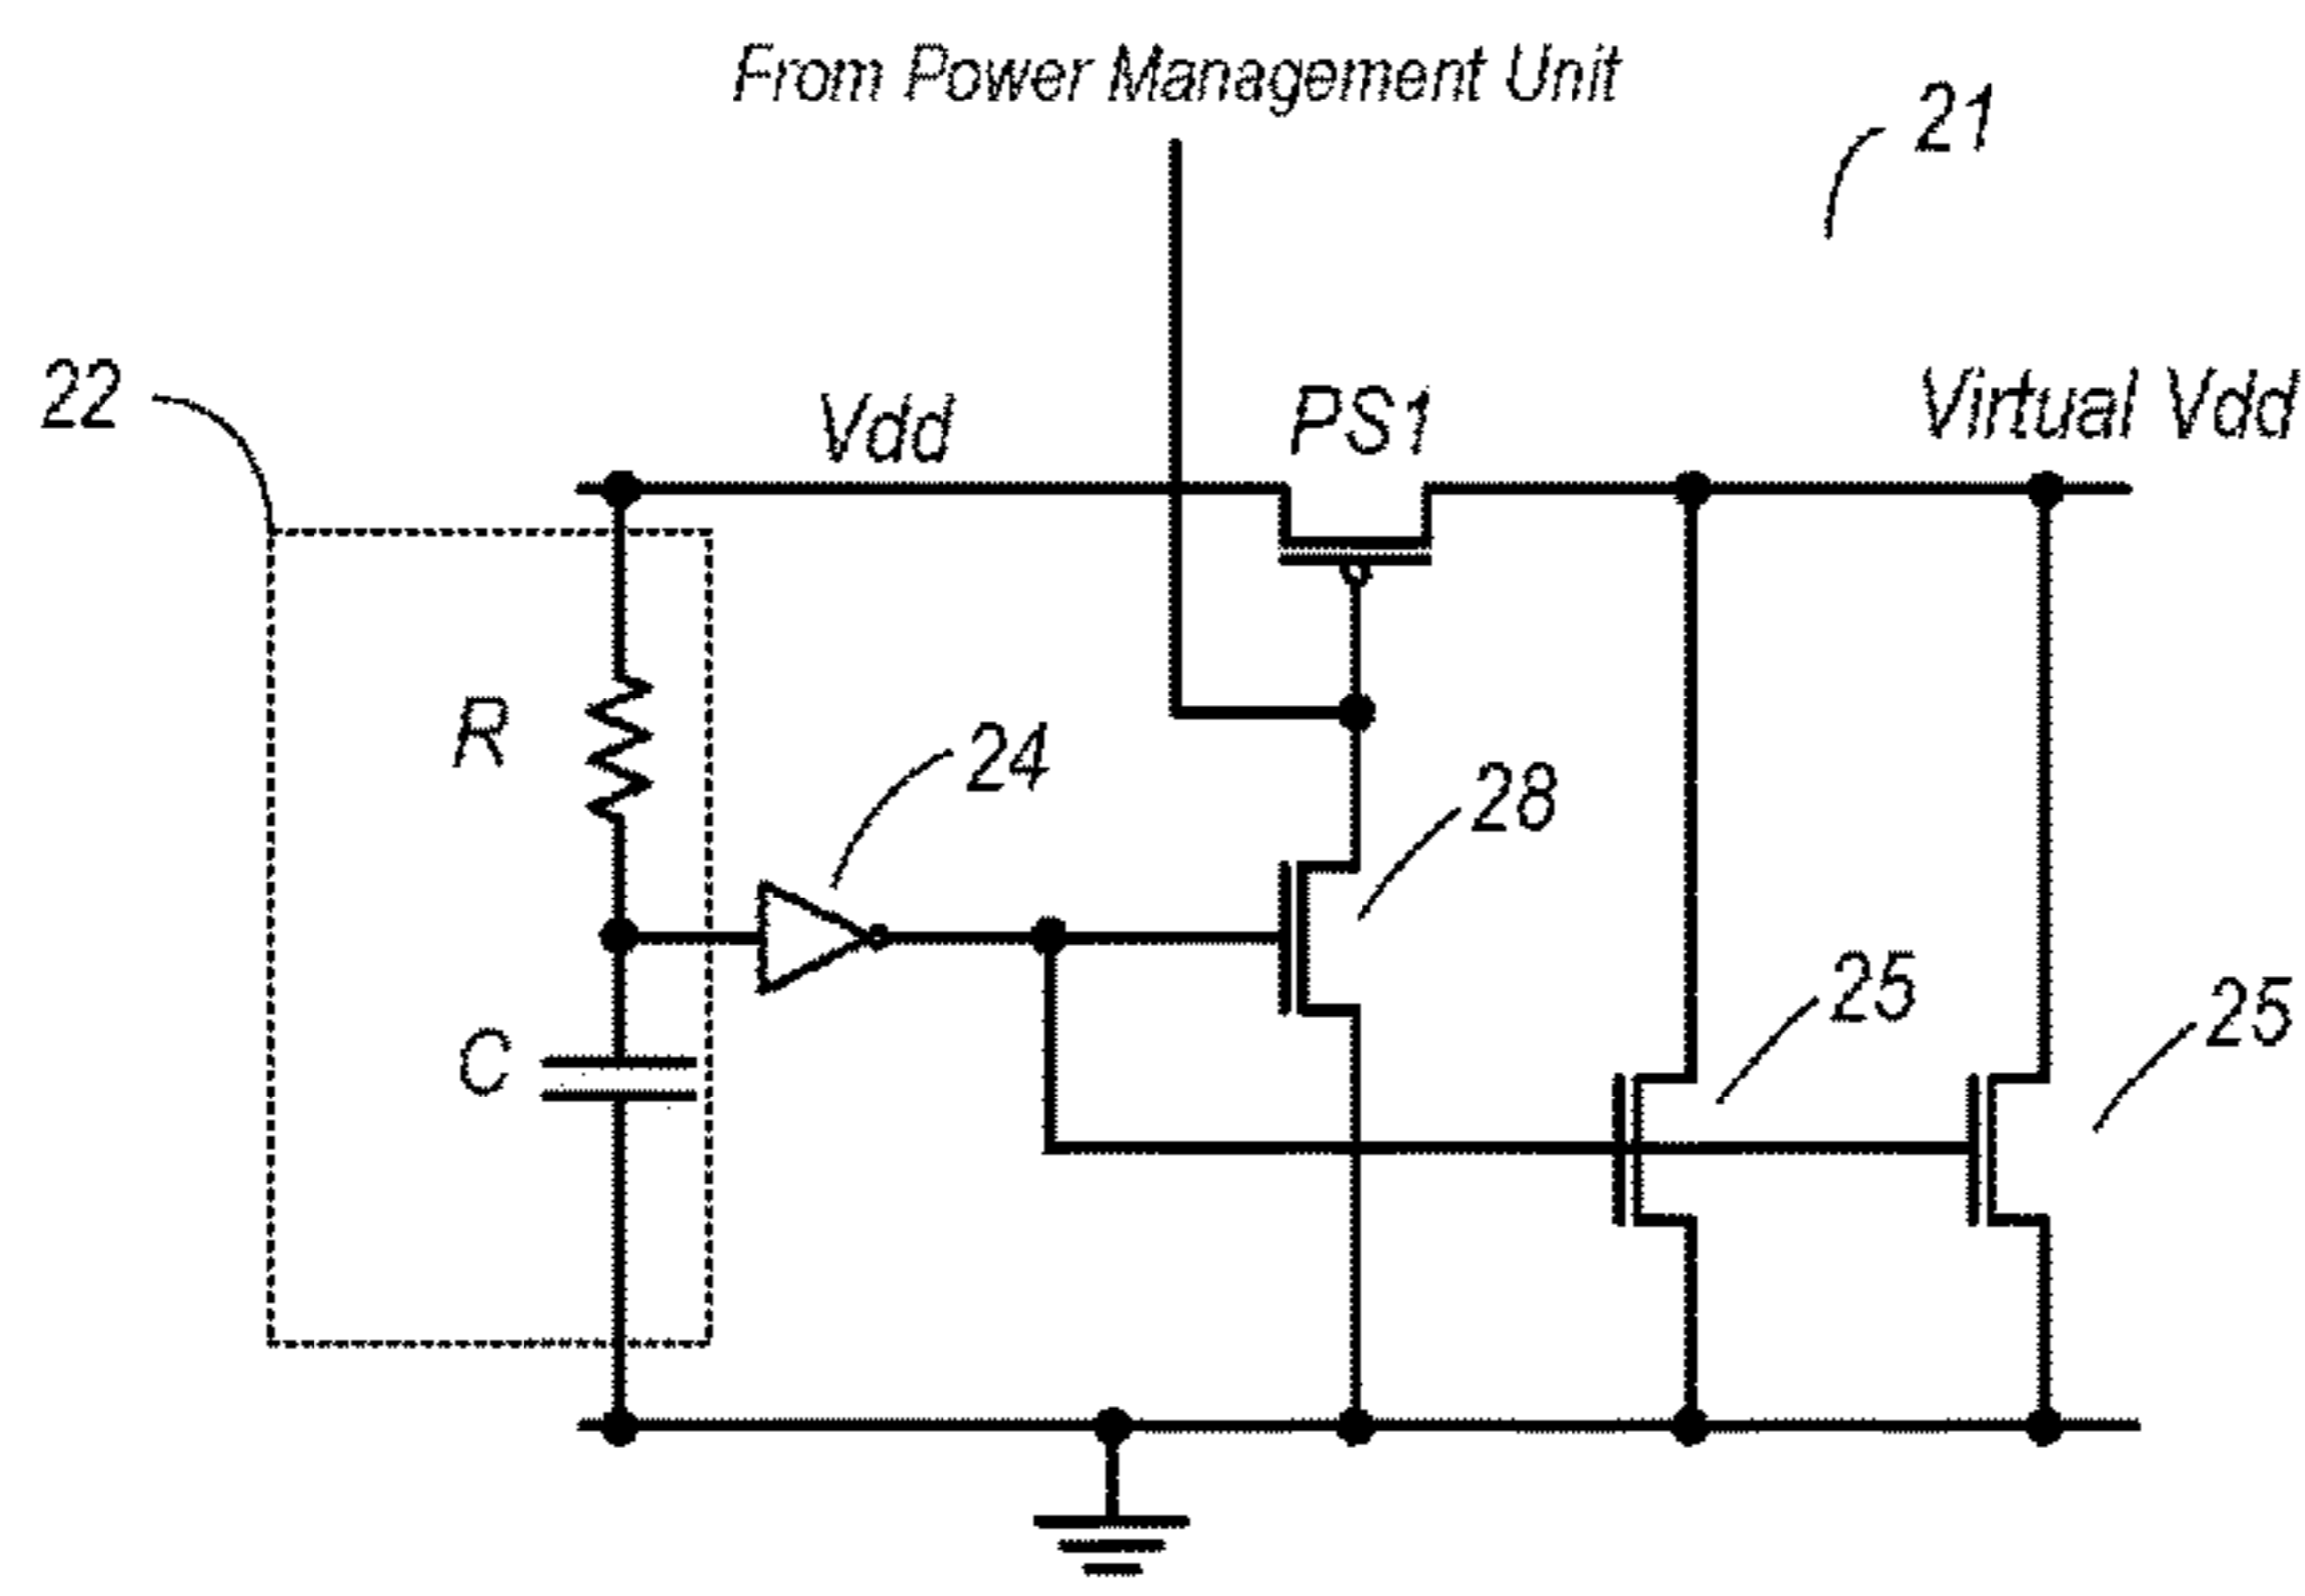 From Power Management Unit
21
22
Vdd
PS1
Virtual Vdd
R
24
28
25
25
C